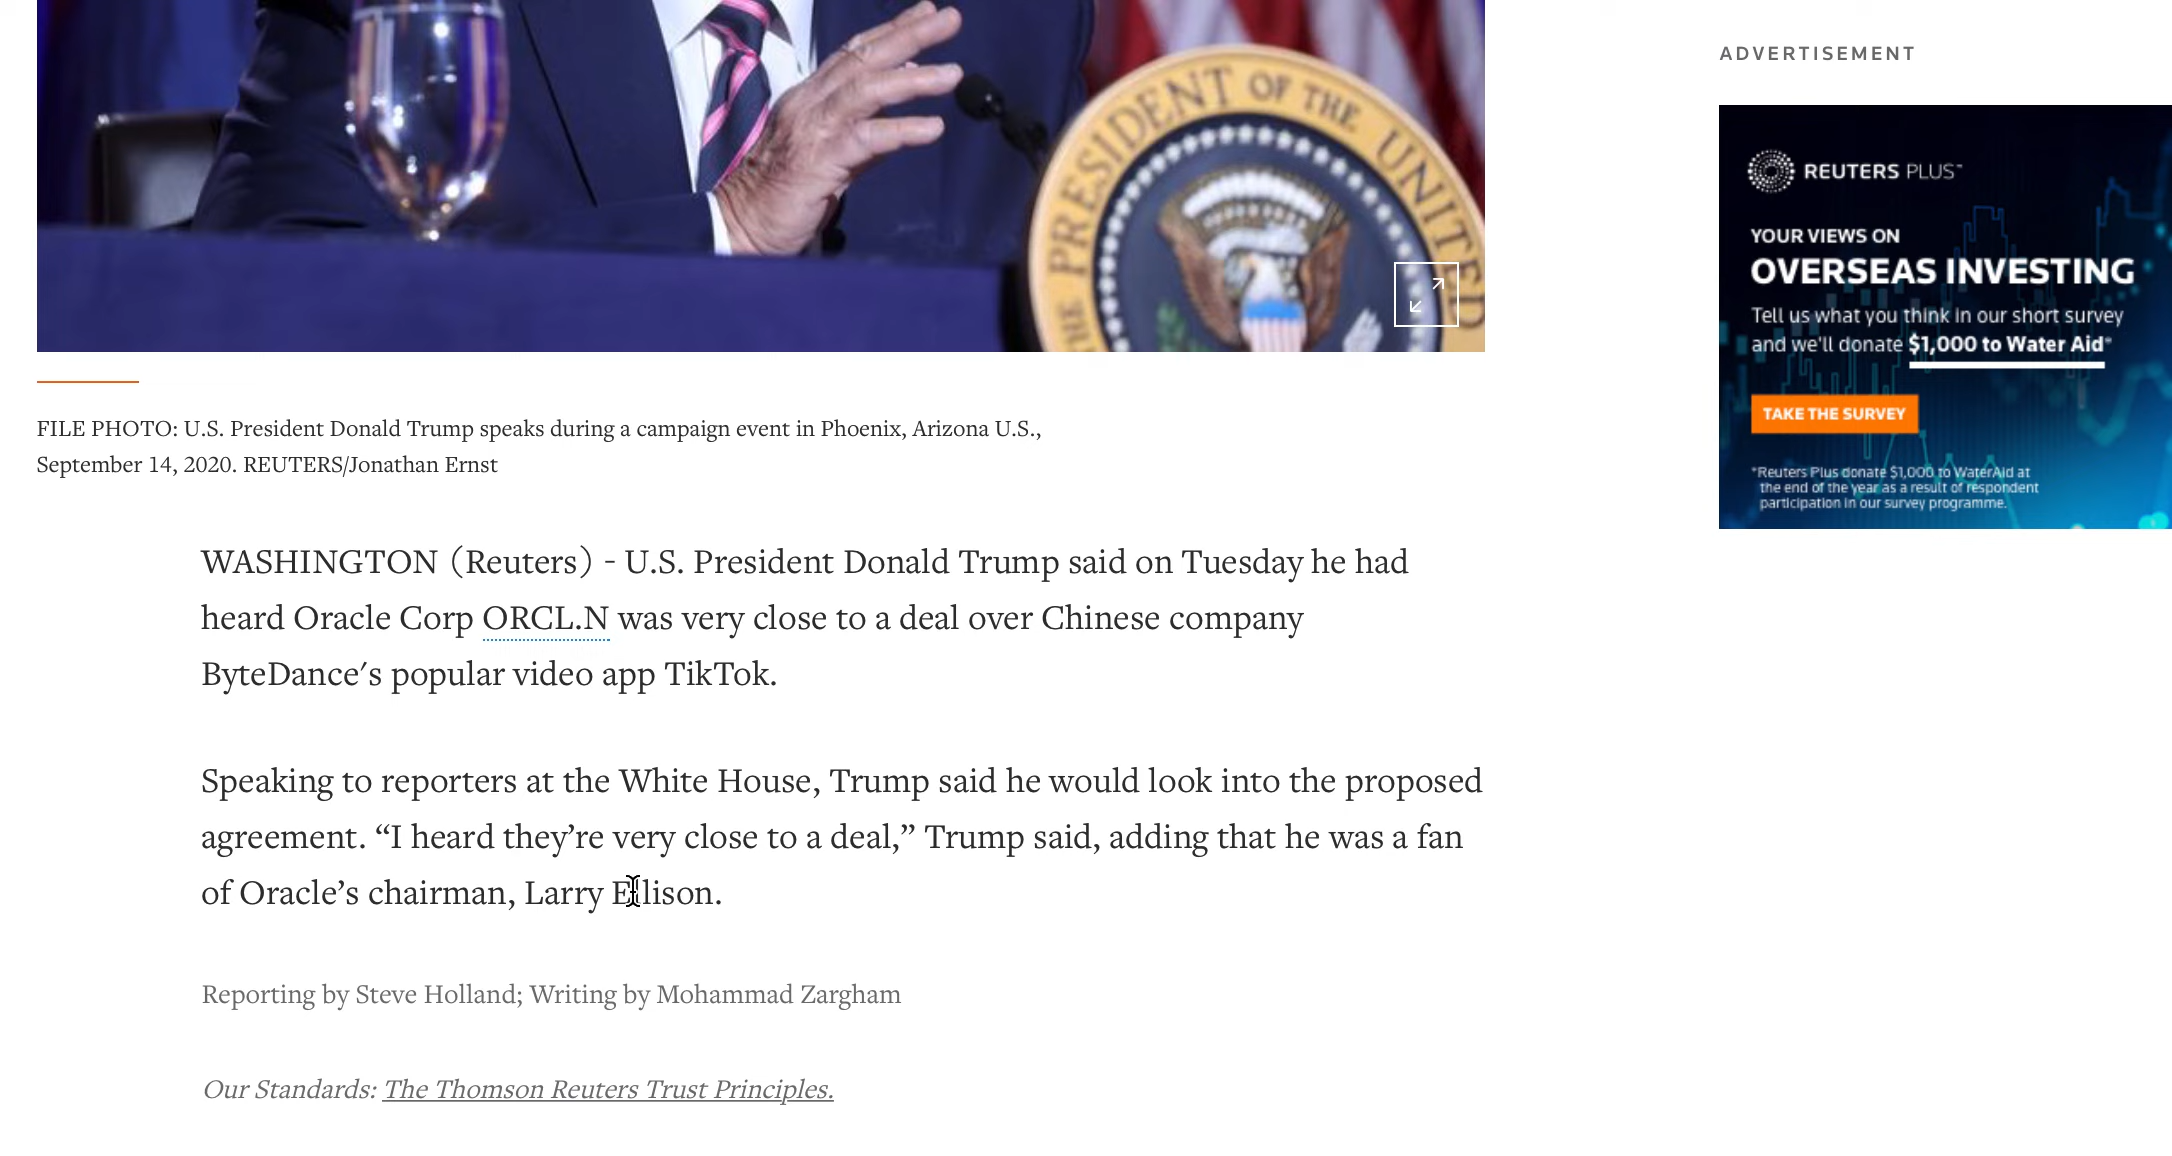 PRESIDENT OF THE UNITED
THE
ADVERTISEMENT
REUTERS PLUS™
YOUR VIEWS ON
OVERSEAS INVESTING
Tell us what you think in our short survey
and we'll donate $1,000 to Water Aid*
TAKE THE SURVEY
*Reuters Plus donate $1,000 to WaterAid at
the end of the year as a result of respondent
participation in our survey programme.
FILE PHOTO: U.S. President Donald Trump speaks during a campaign event in Phoenix, Arizona U.S.,
September 14, 2020. REUTERS/Jonathan Ernst
WASHINGTON (Reuters) - U.S. President Donald Trump said on Tuesday he had
heard Oracle Corp ORCL.N was very close to a deal over Chinese company
ByteDance's popular video app TikTok.
Speaking to reporters at the White House, Trump said he would look into the proposed
agreement. “I heard they’re very close to a deal,” Trump said, adding that he was a fan
of Oracle’s chairman, Larry Ellison.
Reporting by Steve Holland; Writing by Mohammad Zargham
Our Standards: The Thomson Reuters Trust Principles.